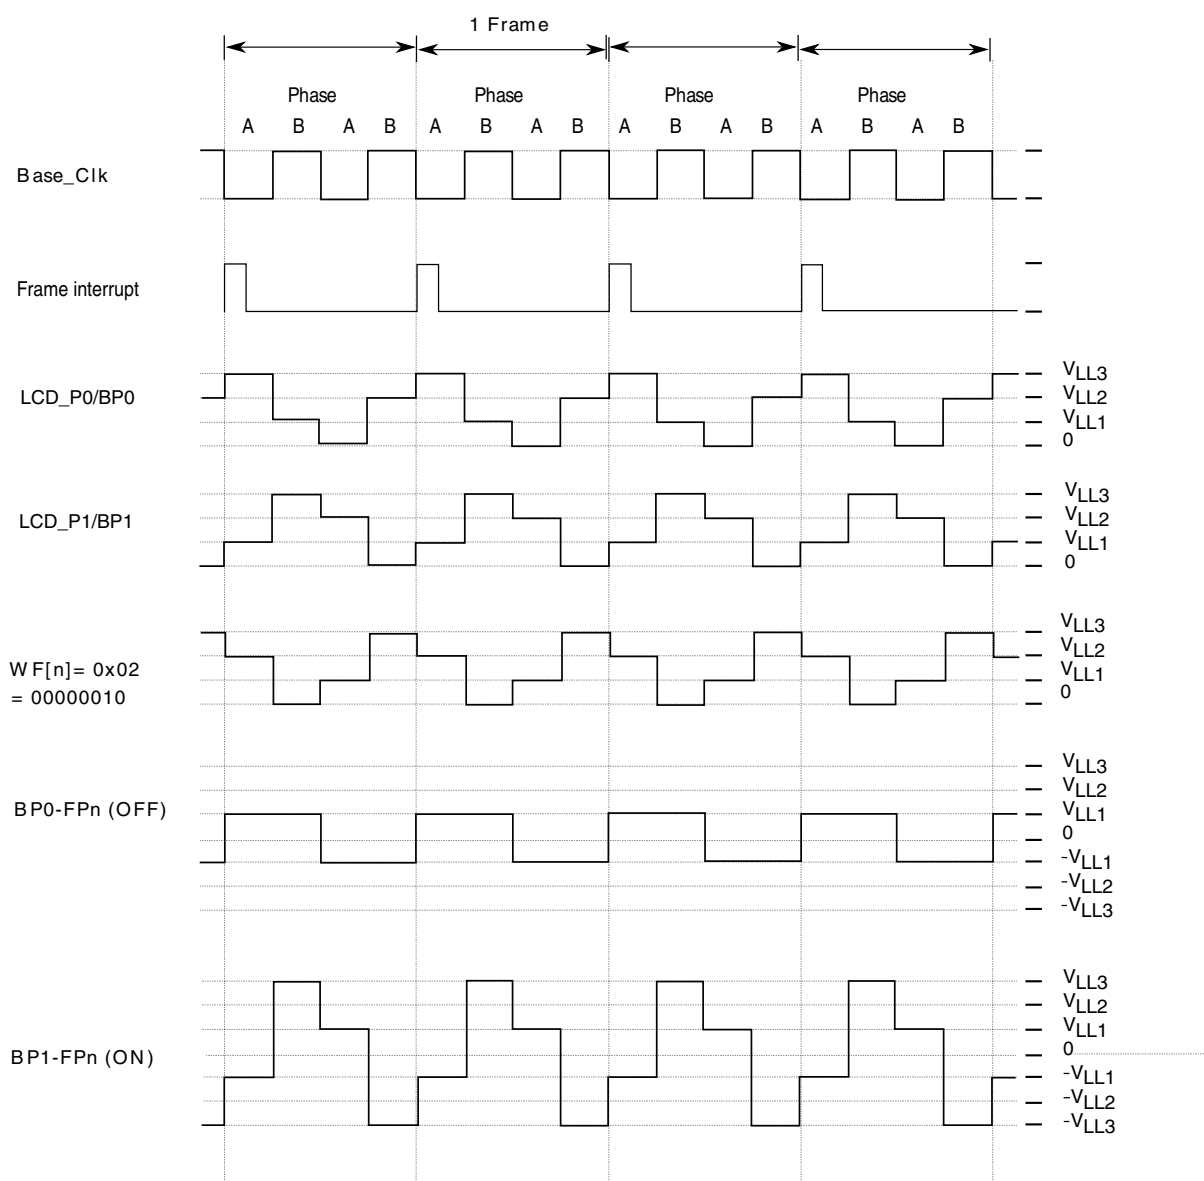 1 Frame
Phase Phase Phase Phase
A B A B A B A B A B A B A B A B
Base_Clk
Frame interrupt
LCD_P0/BP0
VLL3
VLL2
VLL1
0
LCD_P1/BP1
VLL3
VLL2
VLL1
0
WF[n]= 0x02
= 00000010
VLL3
VLL2
VLL1
0
BP0-FPn (OFF)
VLL3
VLL2
VLL1
0
-VLL1
-VLL2
-VLL3
BP1-FPn (ON)
VLL3
VLL2
VLL1
0
-VLL1
-VLL2
-VLL3